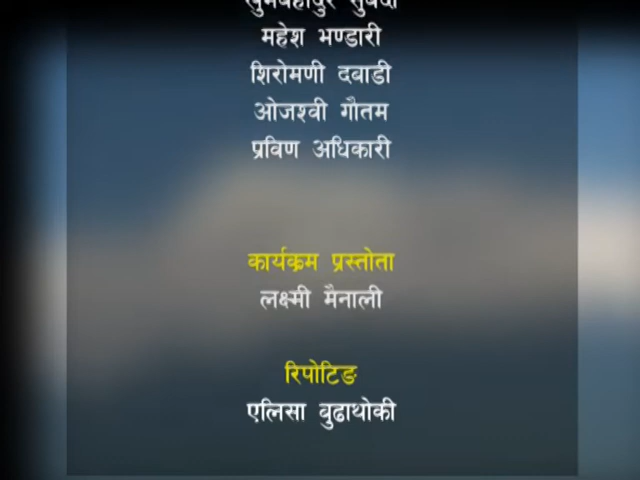 महेश भण्डारी
शिरोमणी दबाडी
ओजश्वी गौतम
प्रविण अधिकारी
कार्यक्रम प्रस्तोता
लक्ष्मी मैनाली
रिपोटिङ
एलिसा बुढाथोकी